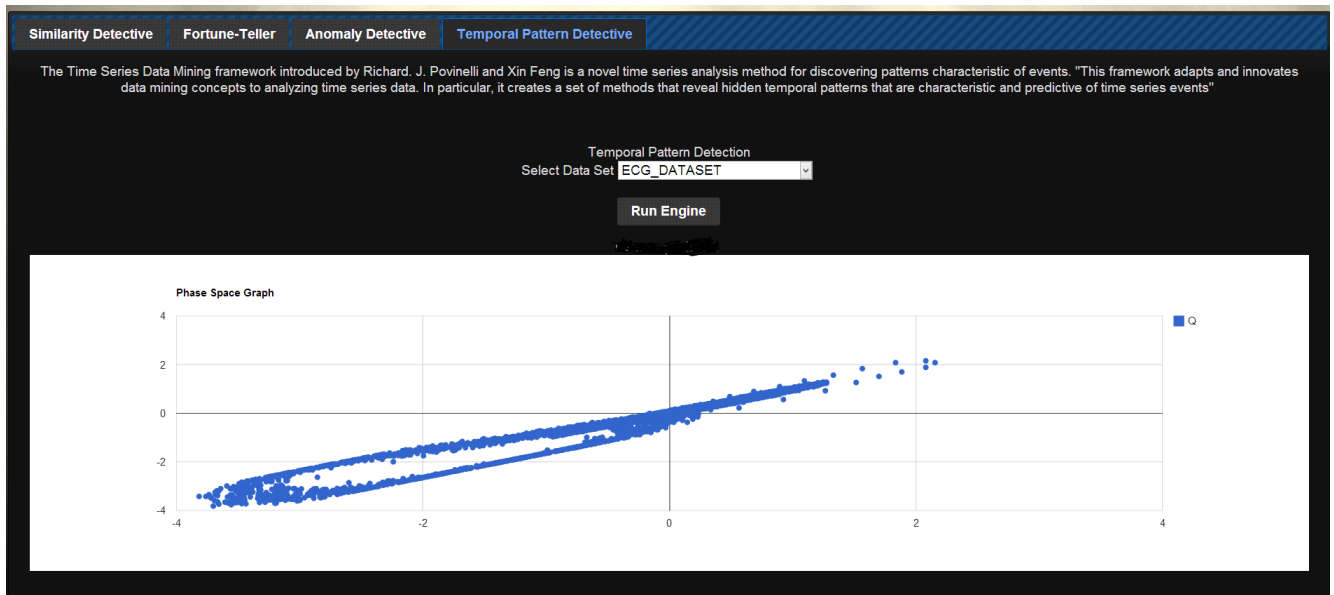 Similarity Detective Fortune-Teller Anomaly Detective Temporal Pattern Detective
The Time Series Data Mining framework introduced by Richard. J. Povinelli and Xin Feng is a novel time series analysis method for discovering patterns characteristic of events. "This framework adapts and innovates
data mining concepts to analyzing time series data. In particular, it creates a set of methods that reveal hidden temporal patterns that are characteristic and predictive of time series events"
Temporal Pattern Detection
Select Data Set ECG_DATASET
Run Engine
Phase Space Graph
4
Q
2
0
-2
-4
-4 -2 0 2 4